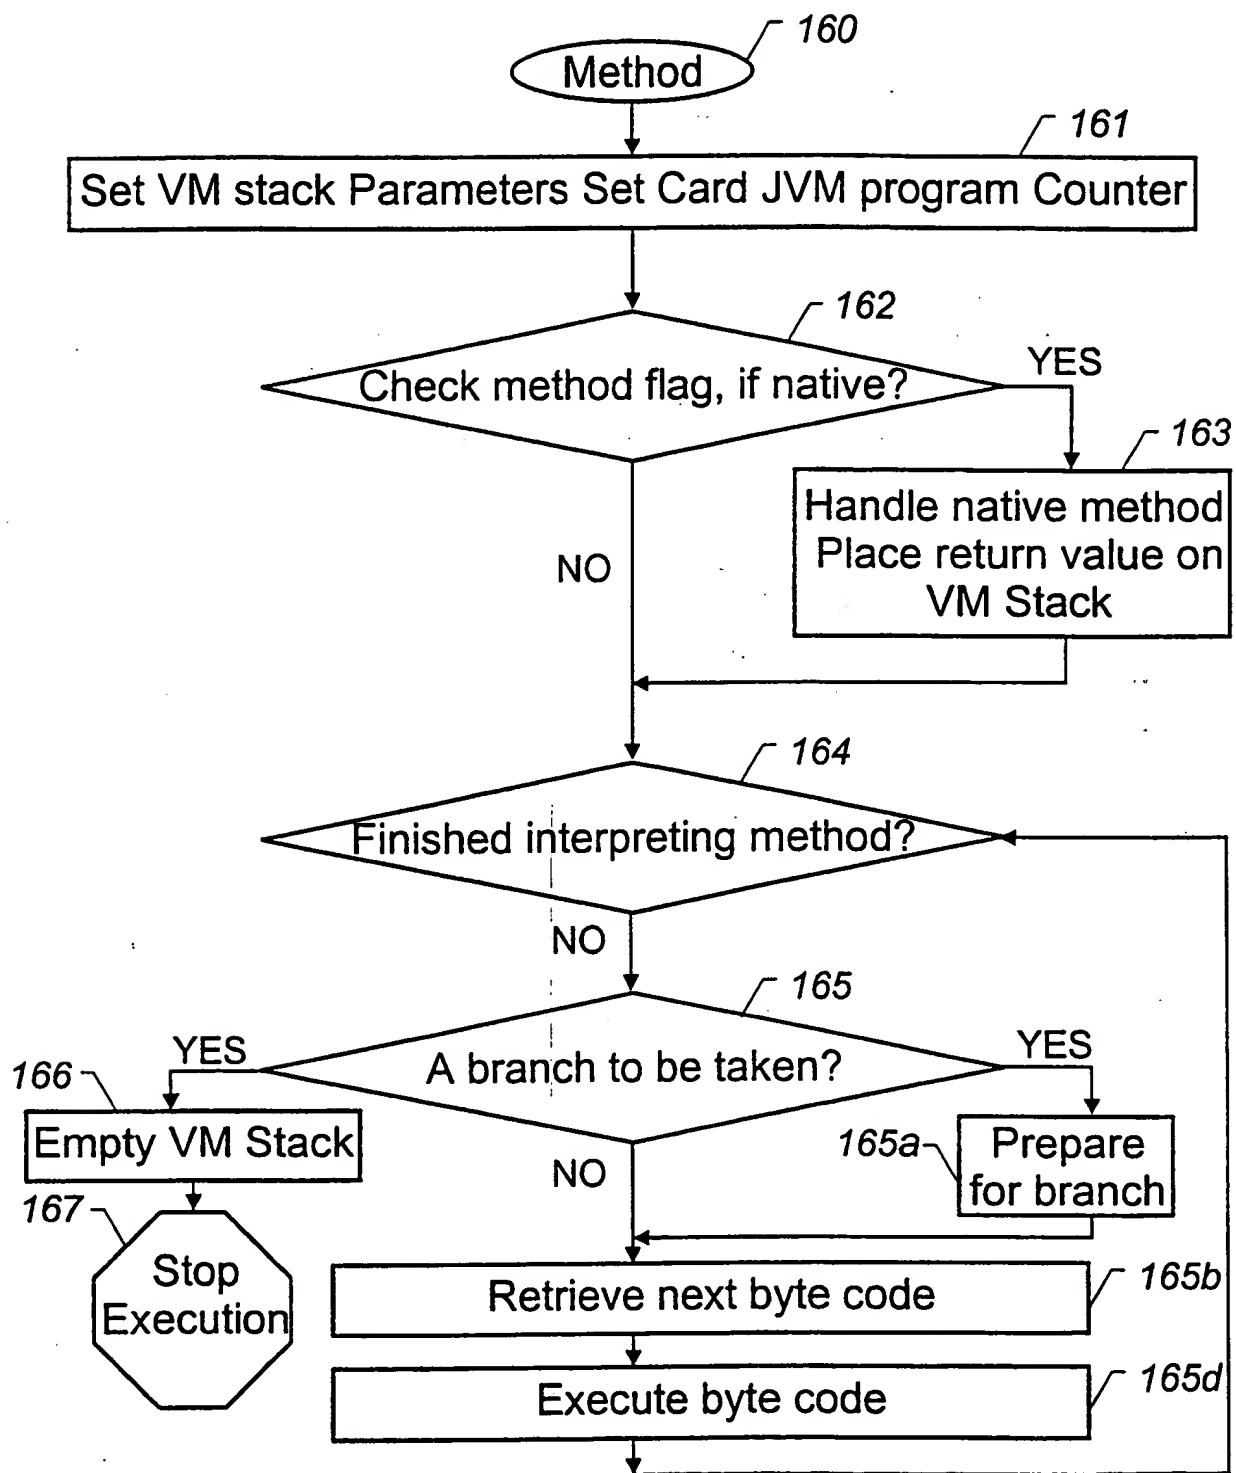 160
Method
161
Set VM stack Parameters Set Card JVM program Counter
162
Check method flag, if native?
YES
163
Handle native method
Place return value on
VM Stack
NO
164
Finished interpreting method?
NO
165
A branch to be taken?
YES
YES
166
Empty VM Stack
165a
Prepare
for branch
NO
167
Stop
Execution
165b
Retrieve next byte code
165d
Execute byte code